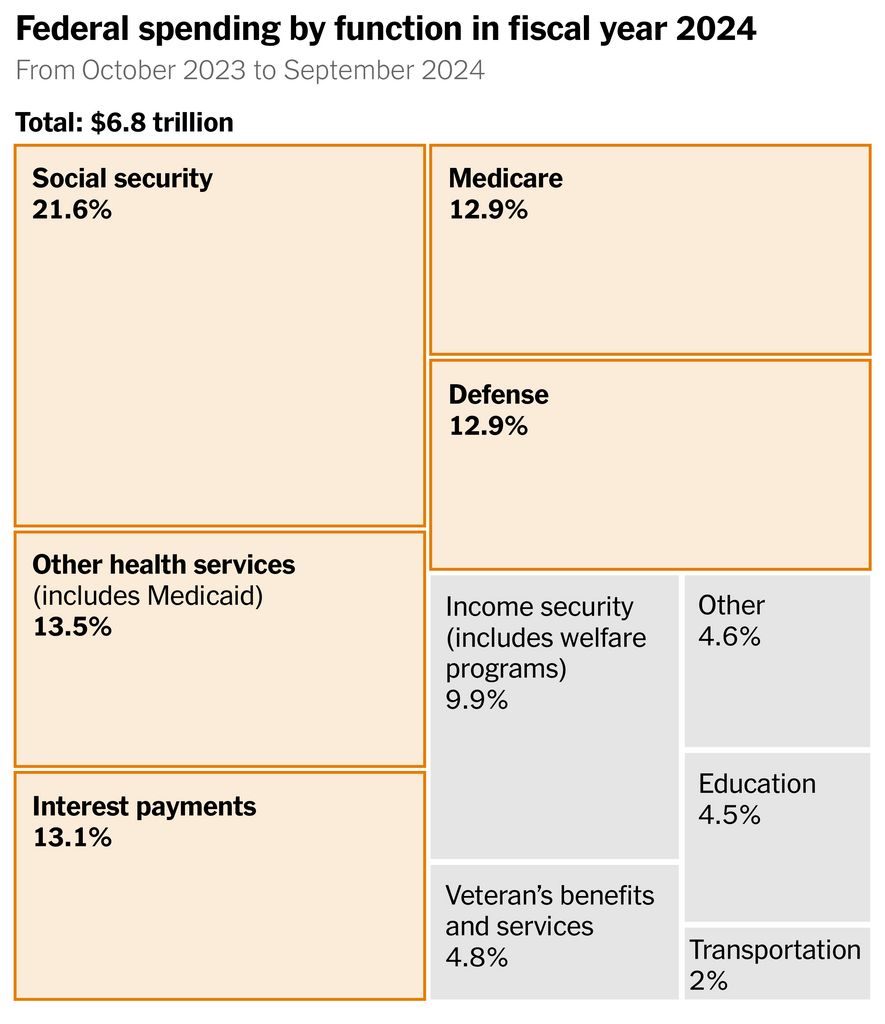 Federal spending by function in fiscal year 2024
From October 2023 to September 2024
Total: $6.8 trillion
Social security
21.6%
Medicare
12.9%
Defense
12.9%
Other health services
(includes Medicaid)
13.5%
Interest payments
13.1%
Income security
(includes welfare
programs)
9.9%
Other
4.6%
Education
4.5%
Veteran’s benefits
and services
4.8%
Transportation
2%